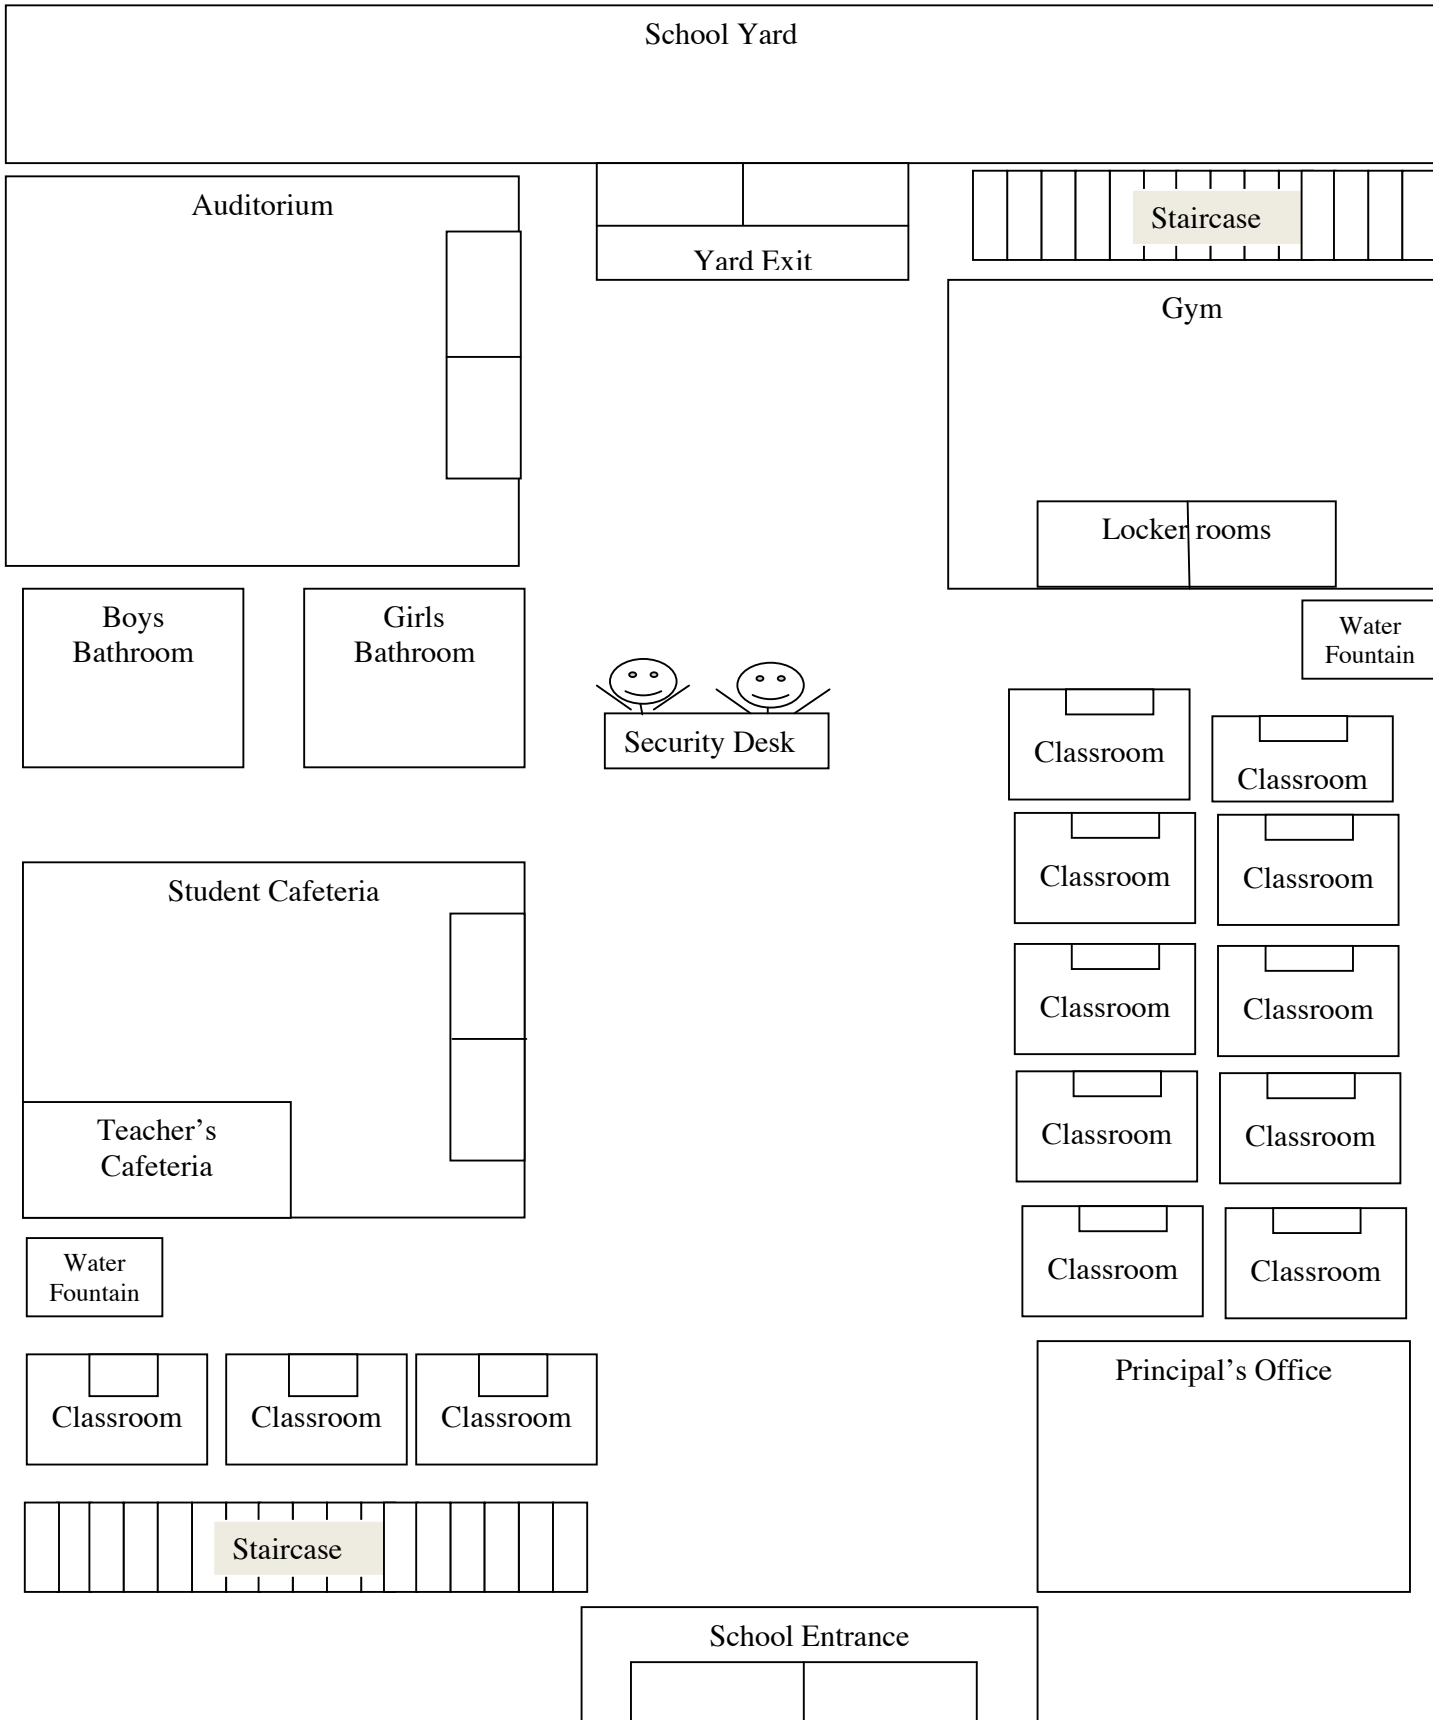 School Yard
Auditorium
Yard Exit
Staircase
Gym
Locker rooms
Boys
Bathroom
Girls
Bathroom
Water
Fountain
Security Desk
Classroom
Classroom
Classroom
Classroom
Student Cafeteria
Classroom
Classroom
Teacher’s
Cafeteria
Classroom
Classroom
Water
Fountain
Classroom
Classroom
Principal’s Office
Classroom
Classroom
Classroom
Staircase
School Entrance